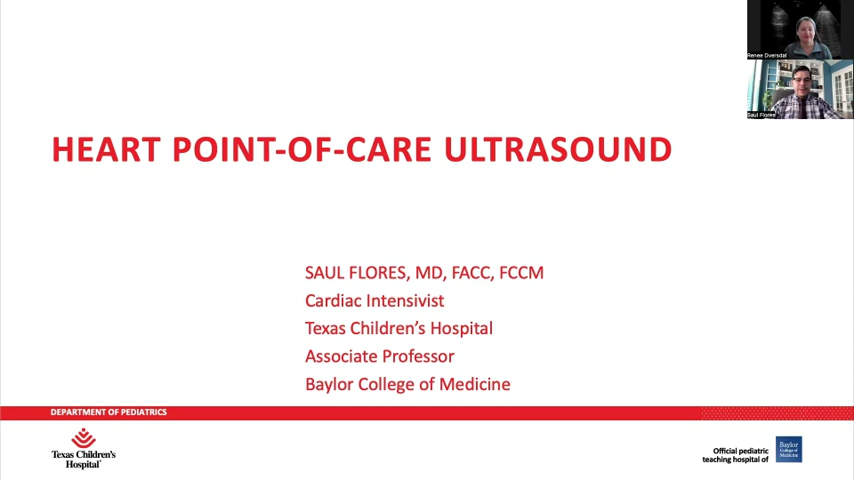 Renee Dversdal
Saul Flores
HEART POINT-OF-CARE ULTRASOUND
SAUL FLORES, MD, FACC, FCCM
Cardiac Intensivist
Texas Children's Hospital
Associate Professor
Baylor College of Medicine
DEPARTMENT OF PEDIATRICS
Texas Children's
Hospital
Official pediatric
teaching hospital of
Baylor
College of
Medicine